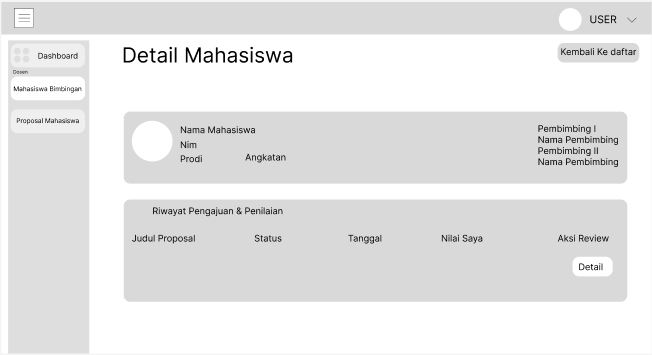 USER
Dashboard
Dosen
Mahasiswa Bimbingan
Proposal Mahasiswa
Detail Mahasiswa
Kembali Ke daftar
Nama Mahasiswa
Nim
Prodi Angkatan
Pembimbing I
Nama Pembimbing
Pembimbing II
Nama Pembimbing
Riwayat Pengajuan & Penilaian
Judul Proposal Status Tanggal Nilai Saya Aksi Review
Detail